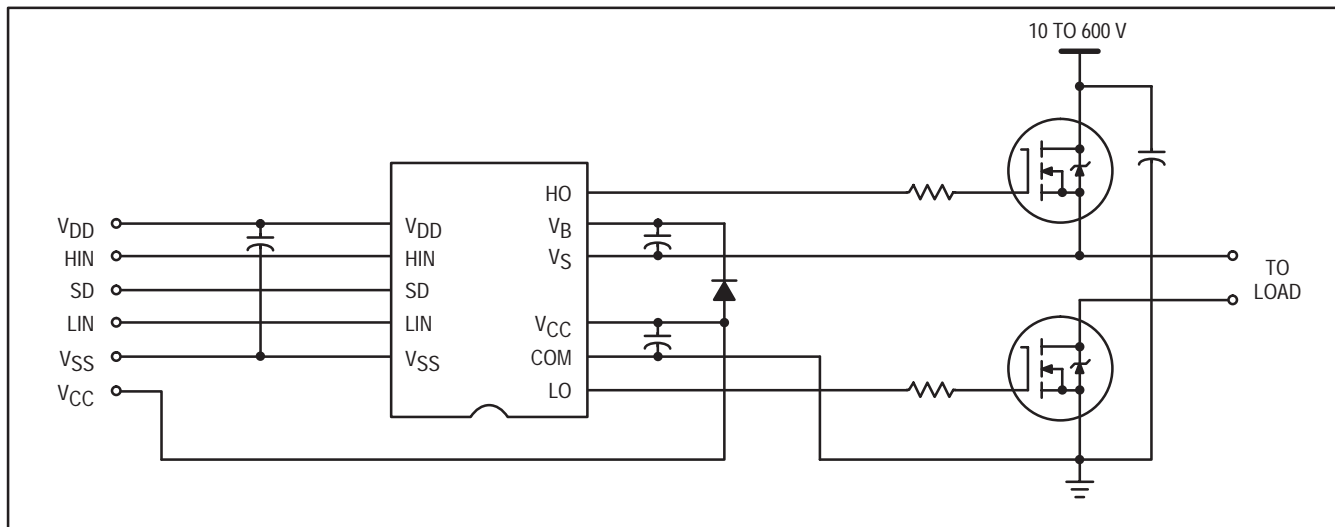 10 TO 600 V
HO
VDD
VDD
VB
HIN
HIN
VS
SD
SD
TO
LOAD
LIN
LIN
VCC
VSS
VSS
COM
VCC
LO